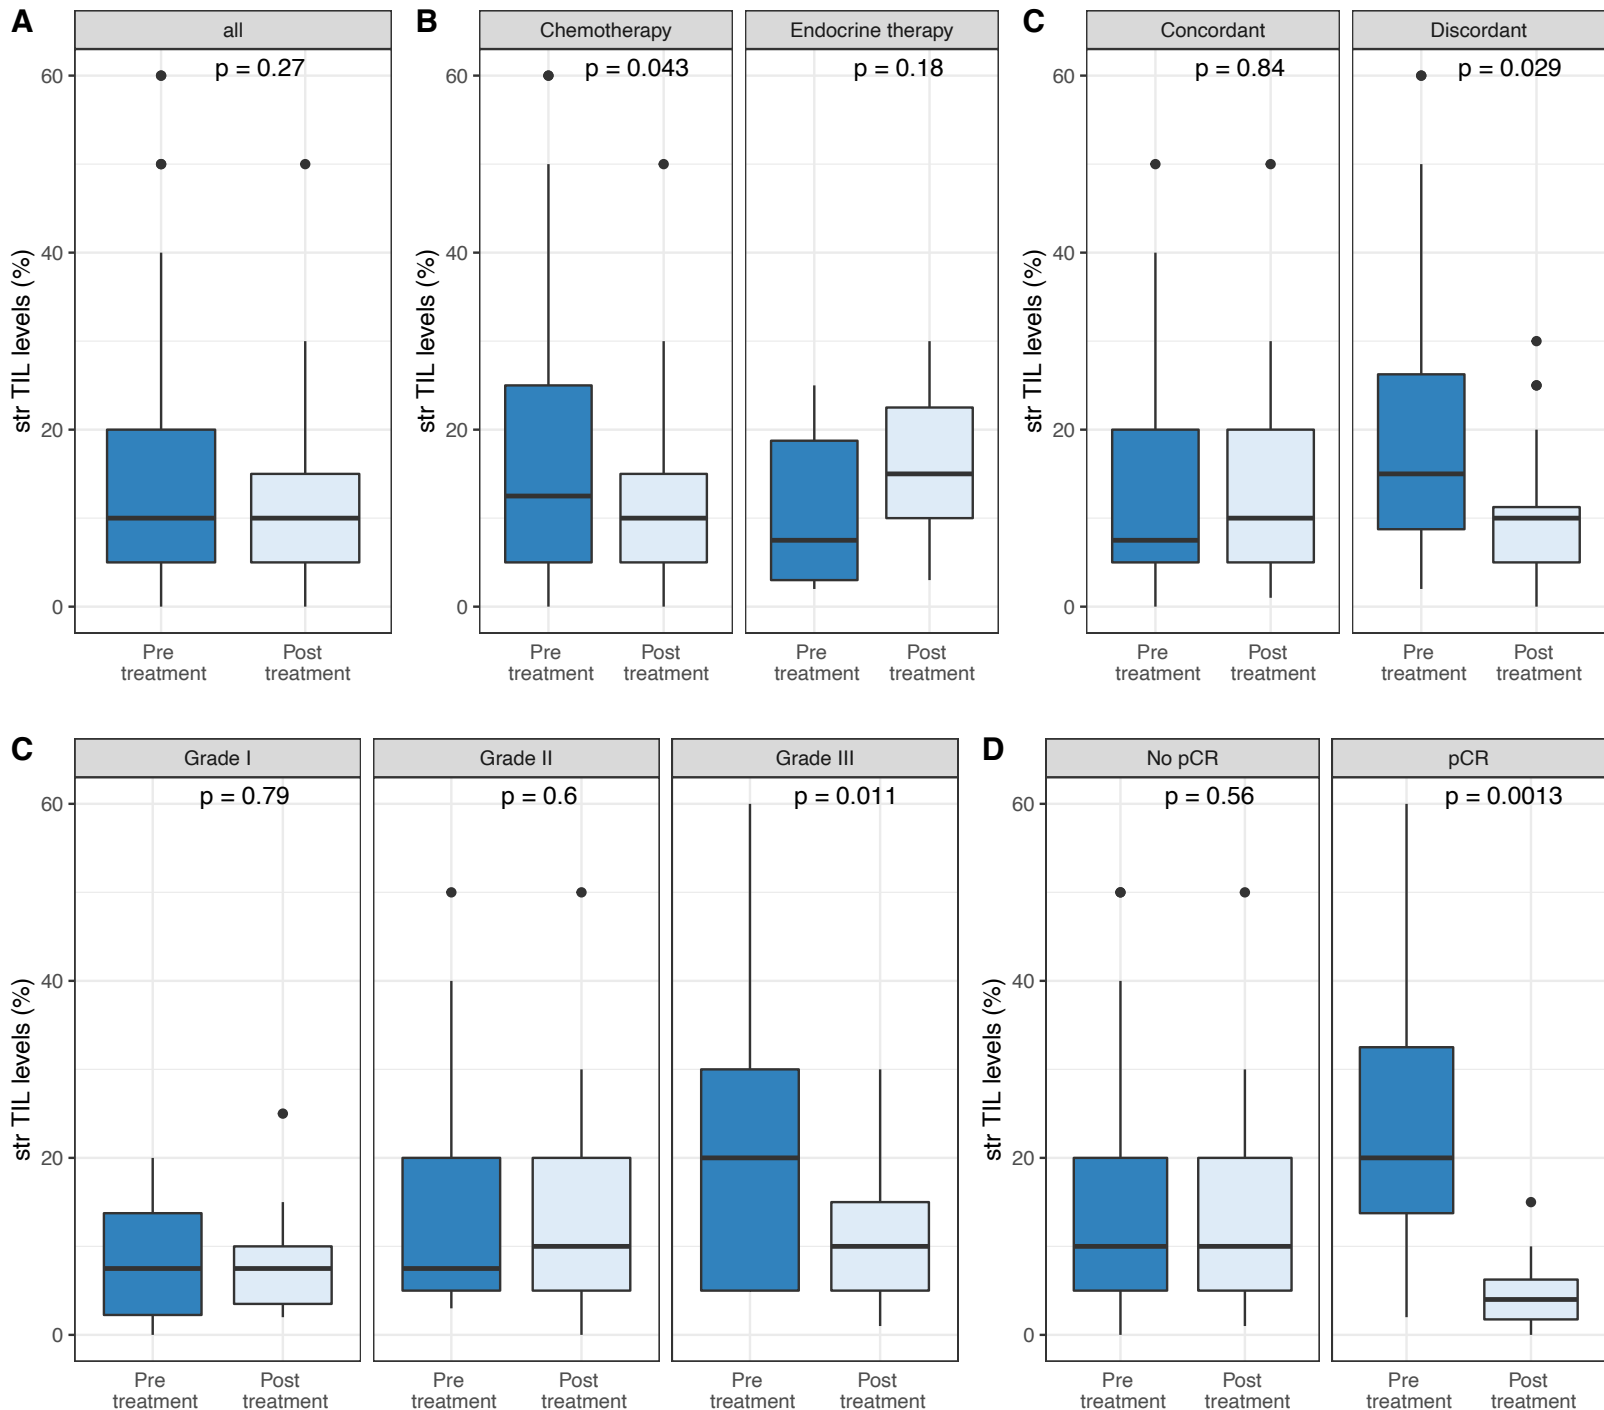 A
all
p = 0.27
60
40
20
0
str TIL levels (%)
Pre
treatment
Post
treatment
B
Chemotherapy
Endocrine therapy
p = 0.043
p = 0.18
60
40
20
0
str TIL levels (%)
Pre
treatment
Post
treatment
Pre
treatment
Post
treatment
C
Concordant
Discordant
p = 0.84
p = 0.029
60
40
20
0
str TIL levels (%)
Pre
treatment
Post
treatment
Pre
treatment
Post
treatment
C
Grade I
Grade II
Grade III
p = 0.79
p = 0.6
p = 0.011
60
40
20
0
str TIL levels (%)
Pre
treatment
Post
treatment
Pre
treatment
Post
treatment
Pre
treatment
Post
treatment
D
No pCR
pCR
p = 0.56
p = 0.0013
60
40
20
0
str TIL levels (%)
Pre
treatment
Post
treatment
Pre
treatment
Post
treatment